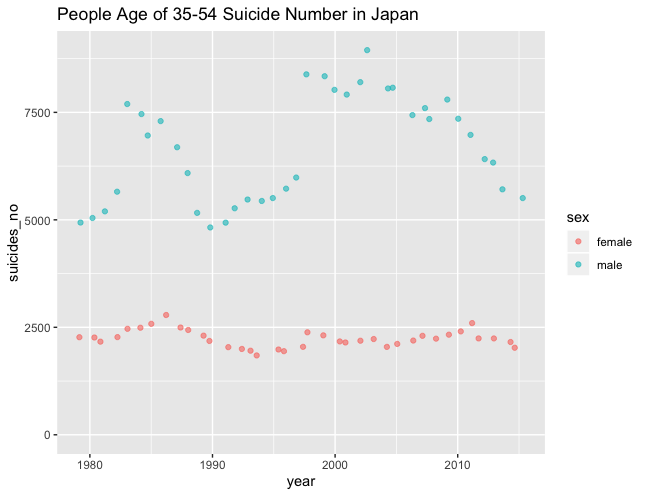 People Age of 35-54 Suicide Number in Japan
suicides_no
7500
5000
2500
0
1980
1990
2000
2010
year
sex
female
male